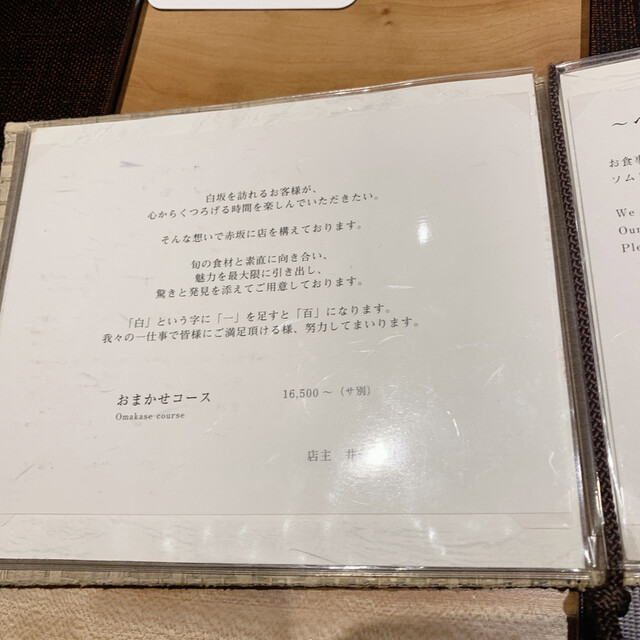 白坂を訪れるお客様が、
心からくつろげる時間を楽しんでいただきたい。
そんな想いで赤坂に店を構えております。
旬の食材と素直に向き合い、
魅力を最大限に引き出し、
驚きと発見を添えてご用意しております。
「白」という字に「一」を足すと「百」になります。
我々の一仕事で皆様にご満足頂ける様、努力してまいります。
おまかせコース 16,500～（サ別）
Omakase course
店主 井
お食事
ソム
We
Our
Ple